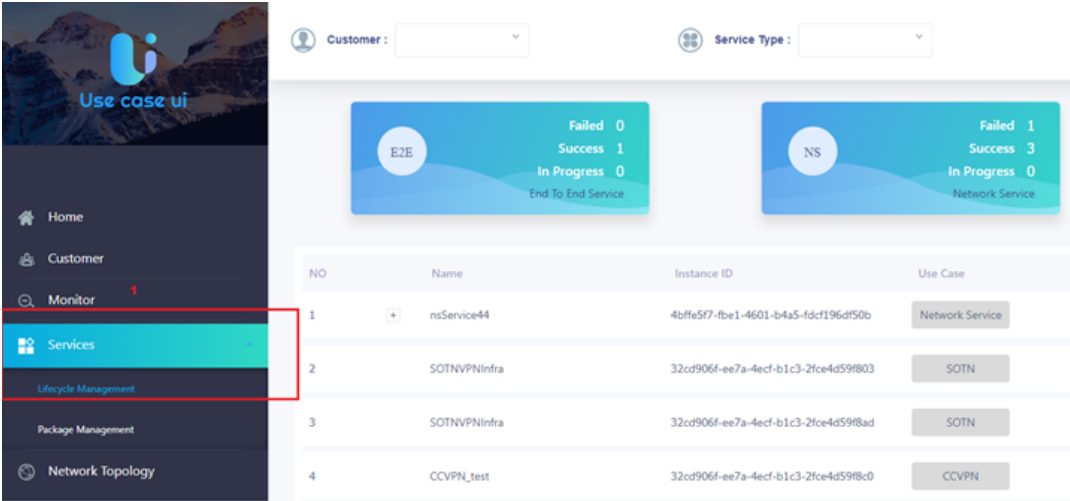 Use case ui
Home
Customer
Monitor
1
Services
Lifecycle Management
Package Management
Network Topology
Customer :
Service Type :
E2E
Failed 0
Success 1
In Progress 0
End To End Service
NS
Failed 1
Success 3
In Progress 0
Network Service
NO Name Instance ID Use Case
1 + nsService44 4bffe5f7-fbe1-4601-b4a5-fdcf196df50b Network Service
2 SOTNVPNInfra 32cd906f-ee7a-4ecf-b1c3-2fce4d59f803 SOTN
3 SOTNVPNInfra 32cd906f-ee7a-4ecf-b1c3-2fce4d59f8ad SOTN
4 CCVPN_test 32cd906f-ee7a-4ecf-b1c3-2fce4d59f8c0 CCVPN